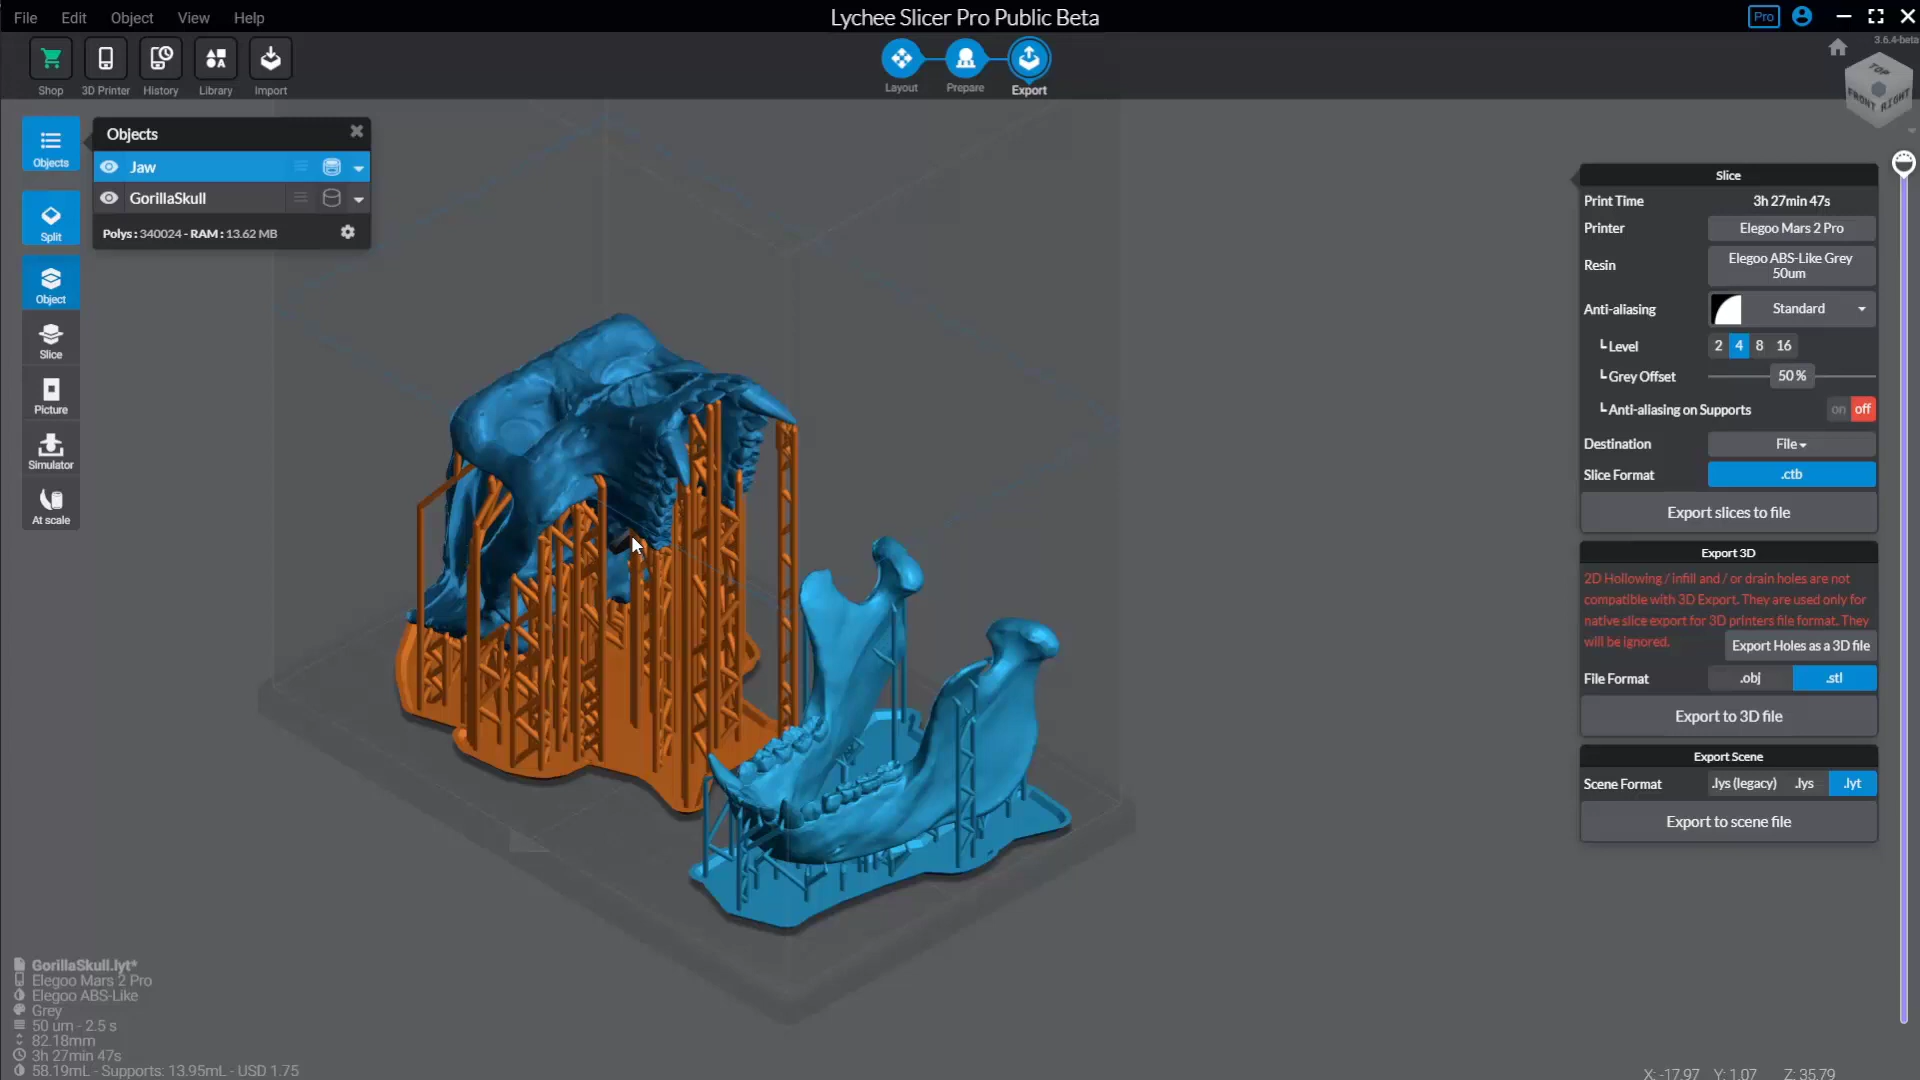 File Edit Object View Help
Lychee Slicer Pro Public Beta
Pro
3.6.4-beta
Shop 3D Printer History Library Import
Layout Prepare Export
TOP
FRONT RIGHT
Objects
Split
Object
Slice
Picture
Simulator
At scale
Objects
Jaw
GorillaSkull
Polys : 340024 - RAM : 13.62 MB
Slice
Print Time 3h 27min 47s
Printer Elegoo Mars 2 Pro
Resin Elegoo ABS-Like Grey
50um
Anti-aliasing Standard
Level 2 4 8 16
Grey Offset 50 %
Anti-aliasing on Supports on off
Destination File
Slice Format .ctb
Export slices to file
Export 3D
2D Hollowing / infill and / or drain holes are not
compatible with 3D Export. They are used only for
native slice export for 3D printers file format. They
will be ignored. Export Holes as a 3D file
File Format .obj .stl
Export to 3D file
Export Scene
Scene Format .lys (legacy) .lys .lyt
Export to scene file
GorillaSkull.lyt*
Elegoo Mars 2 Pro
Elegoo ABS-Like
Grey
50 um - 2.5 s
82.18mm
3h 27min 47s
58.19mL - Supports: 13.95mL - USD 1.75
X: -17.97 Y: 1.07 Z: 35.79